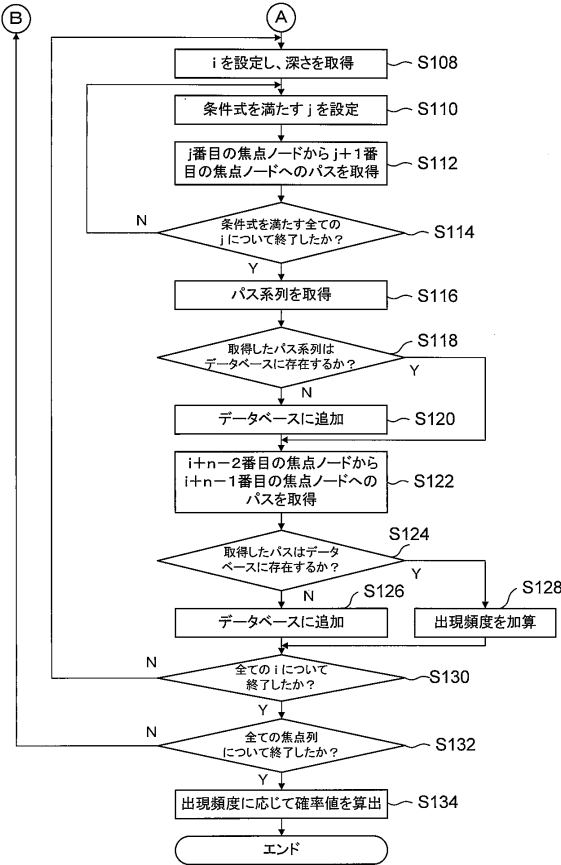 B
A
iを設定し、深さを取得
S108
条件式を満たすjを設定
S110
j番目の焦点ノードからj+1番
目の焦点ノードへのパスを取得
S112
N
条件式を満たす全ての
jについて終了したか?
S114
Y
パス系列を取得
S116
取得したパス系列は
データベースに存在するか?
S118
Y
N
データベースに追加
S120
i+n-2番目の焦点ノードから
i+n-1番目の焦点ノードへの
パスを取得
S122
取得したパスはデータ
ベースに存在するか?
S124
Y
N
S126
S128
データベースに追加
出現頻度を加算
N
全てのiについて
終了したか?
S130
Y
N
全ての焦点列
について終了したか?
S132
Y
出現頻度に応じて確率値を算出
S134
エンド